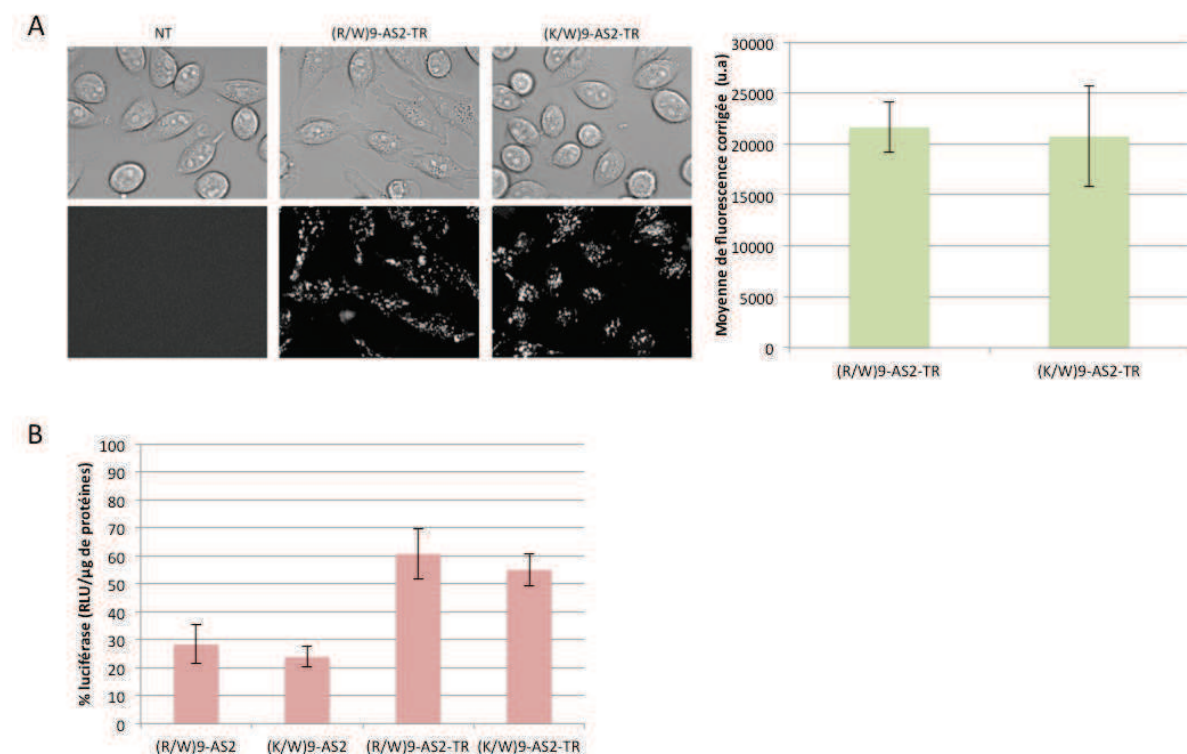 A
NT
(R/W)9-AS2-TR
(K/W)9-AS2-TR
Moyenne de fluorescence corrigée (u.a)
30000
25000
20000
15000
10000
5000
0
(R/W)9-AS2-TR
(K/W)9-AS2-TR
B
% luciférase (RLU/µg de protéines)
100
90
80
70
60
50
40
30
20
10
0
(R/W)9-AS2
(K/W)9-AS2
(R/W)9-AS2-TR
(K/W)9-AS2-TR